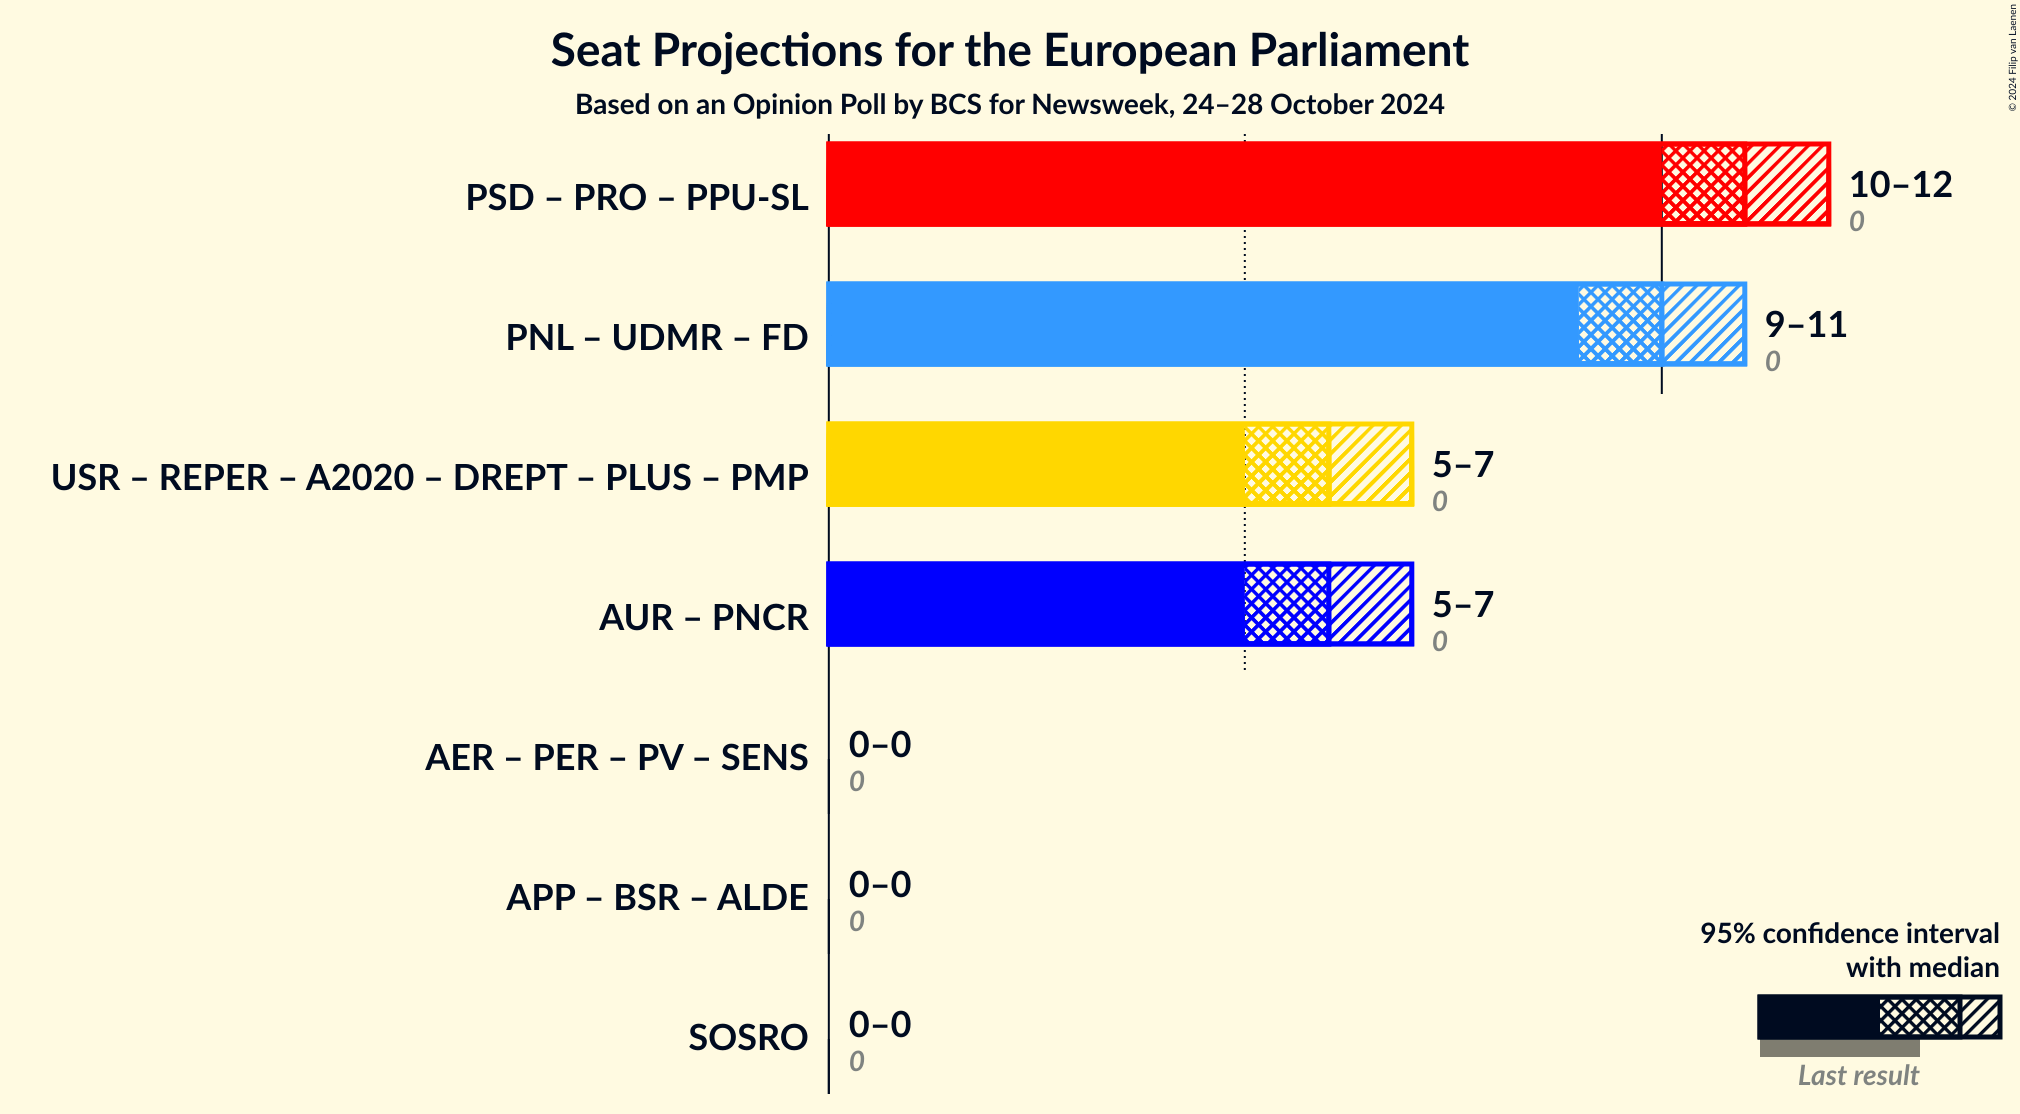 Seat Projections for the European Parliament
Based on an Opinion Poll by BCS for Newsweek, 24–28 October 2024
© 2024 Filip van Laenen
PSD – PRO – PPU-SL
10–12
0
PNL – UDMR – FD
9–11
0
USR – REPER – A2020 – DREPT – PLUS – PMP
5–7
0
AUR – PNCR
5–7
0
AER – PER – PV – SENS
0–0
0
APP – BSR – ALDE
0–0
0
SOSRO
0–0
0
95% confidence interval
with median
Last result